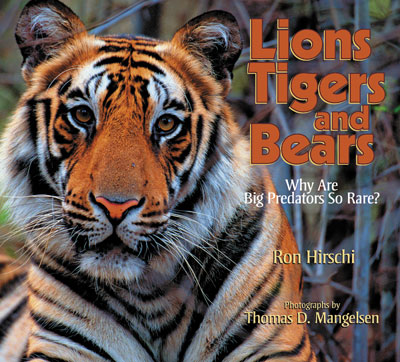 Lions
Tigers
and
Bears
Why Are
Big Predators So Rare?
Ron Hirschi
Photographs by
Thomas D. Mangelsen